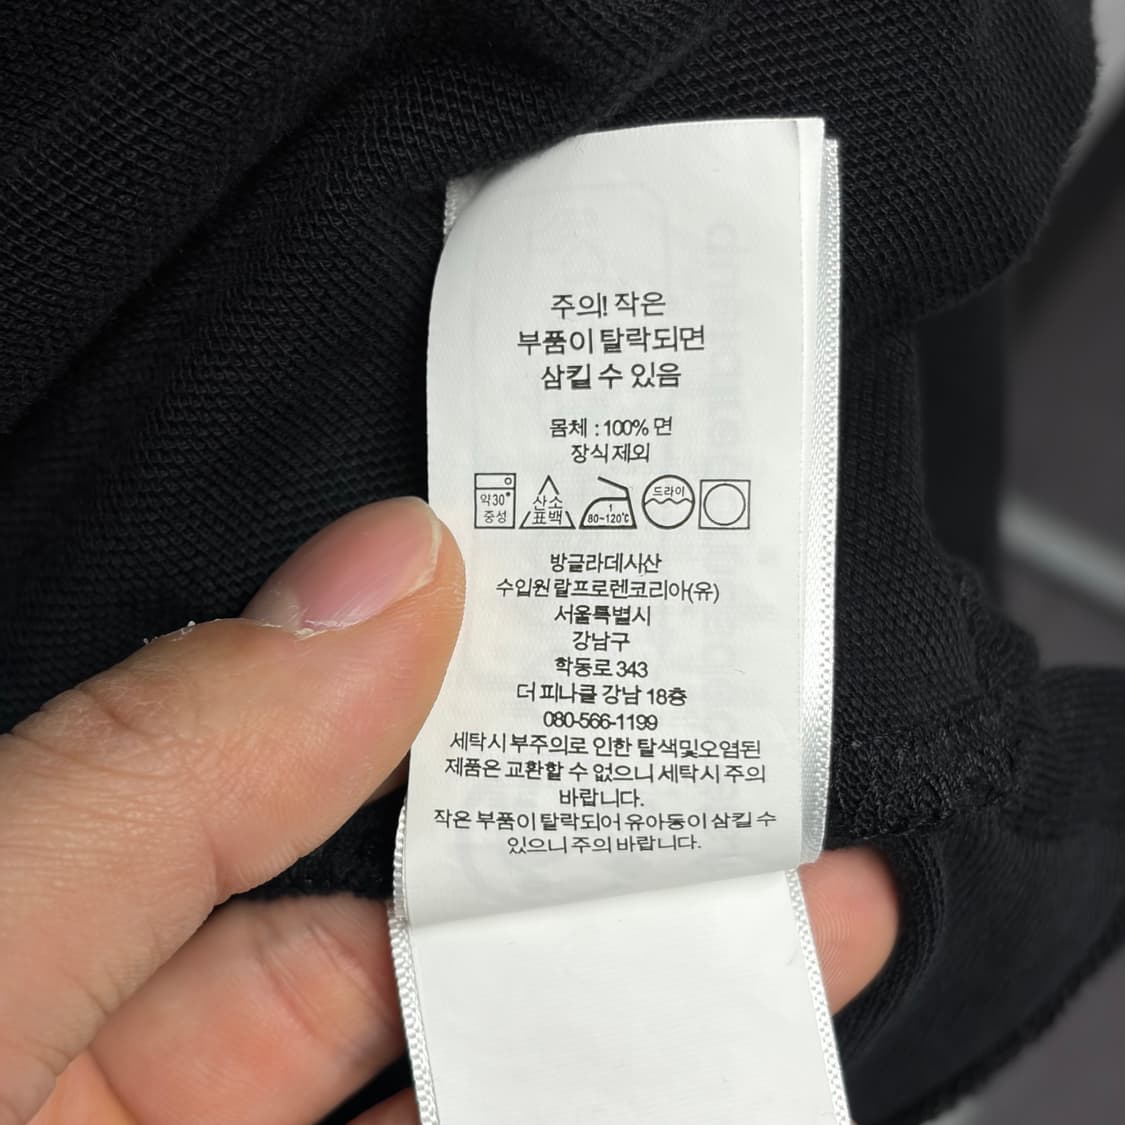 주의! 작은
부품이 탈락되면
삼킬 수 있음
몸체 : 100% 면
장식제외
약30°
중성
산소
표백
1
80~120℃
드라이
방글라데시산
수입원 랄프로렌코리아(유)
서울특별시
강남구
학동로 343
더 피나클 강남 18층
080-566-1199
세탁시 부주의로 인한 탈색및오염된
제품은 교환할 수 없으니 세탁시 주의
바랍니다.
작은 부품이 탈락되어 유아동이 삼킬 수
있으니 주의 바랍니다.